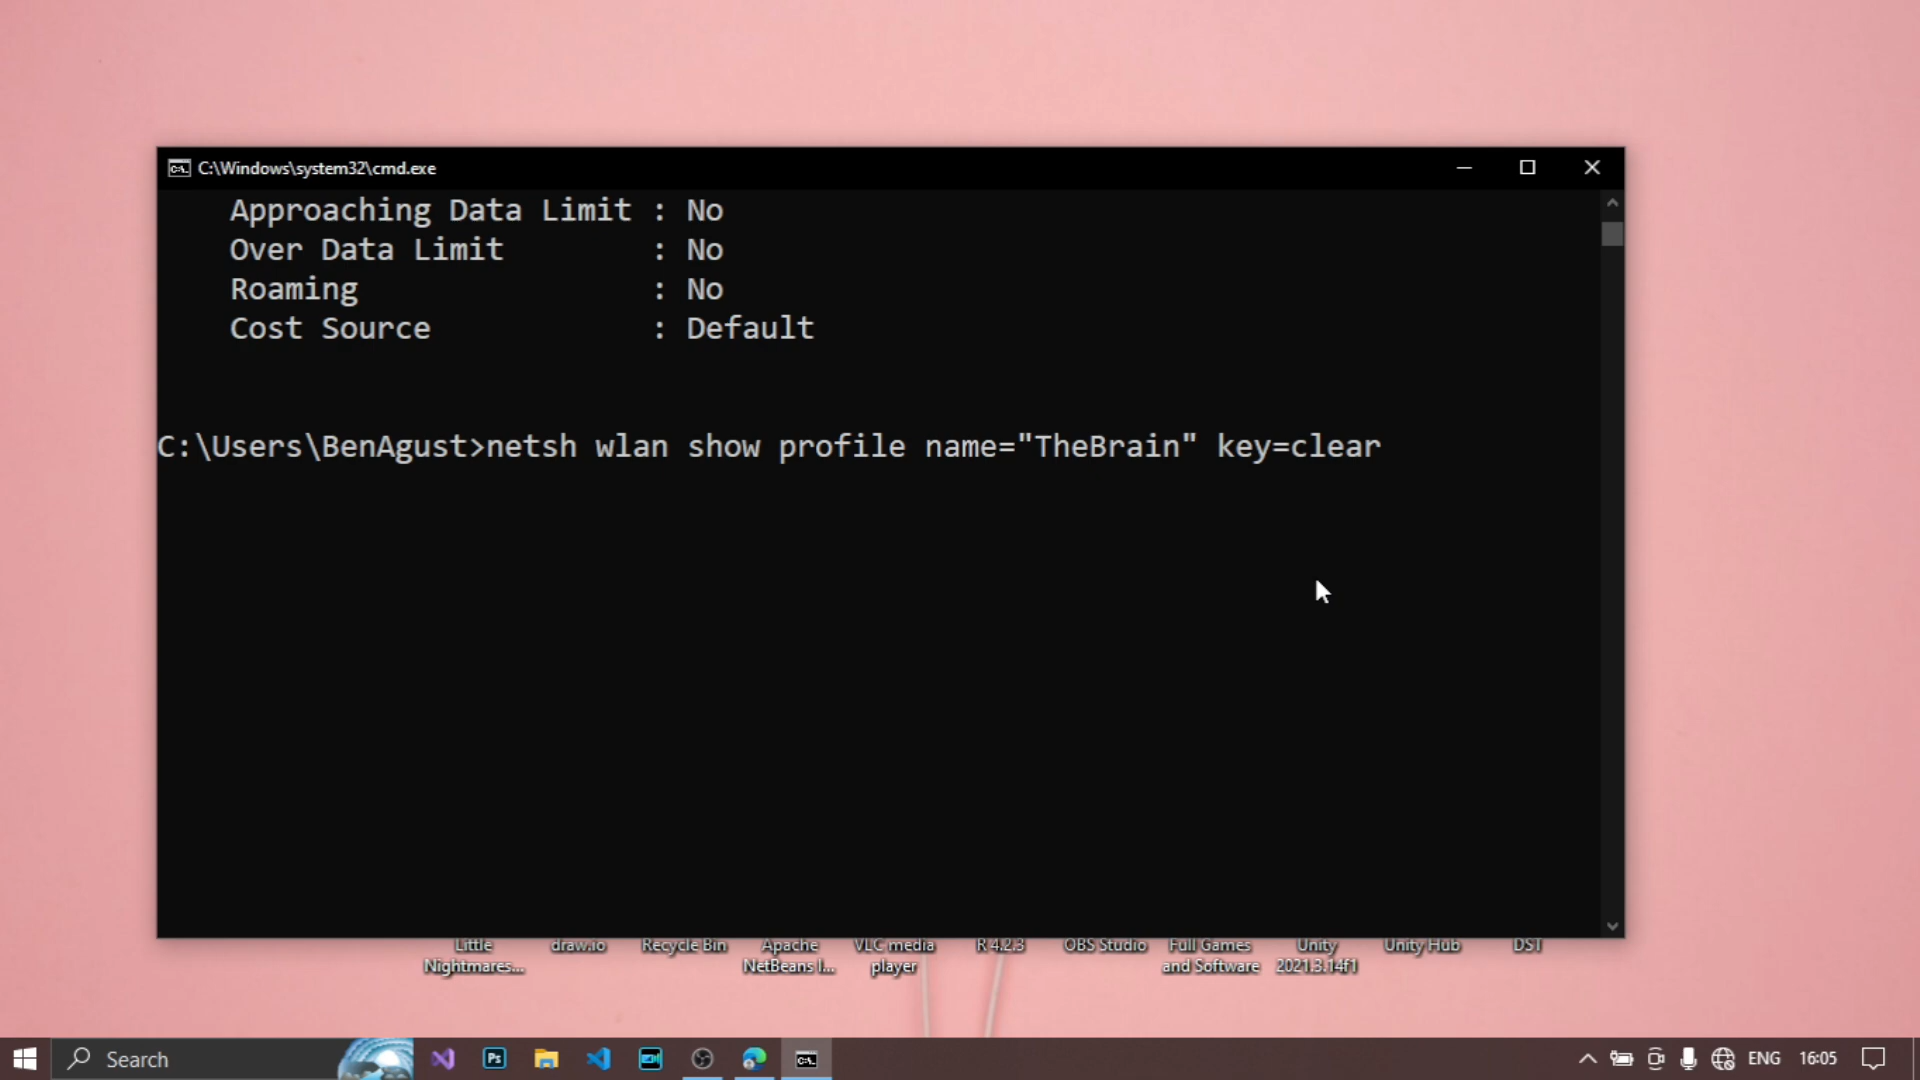 C:\Windows\system32\cmd.exe
Approaching Data Limit : No
Over Data Limit : No
Roaming : No
Cost Source : Default
C:\Users\BenAgust>netsh wlan show profile name="TheBrain" key=clear
Little Nightmares...
draw.io
Recycle Bin
Apache NetBeans I...
VLC media player
R 4.2.3
OBS Studio
Full Games and Software
Unity 2021.3.14f1
Unity Hub
DST
Search
Ps
ENG
16:05